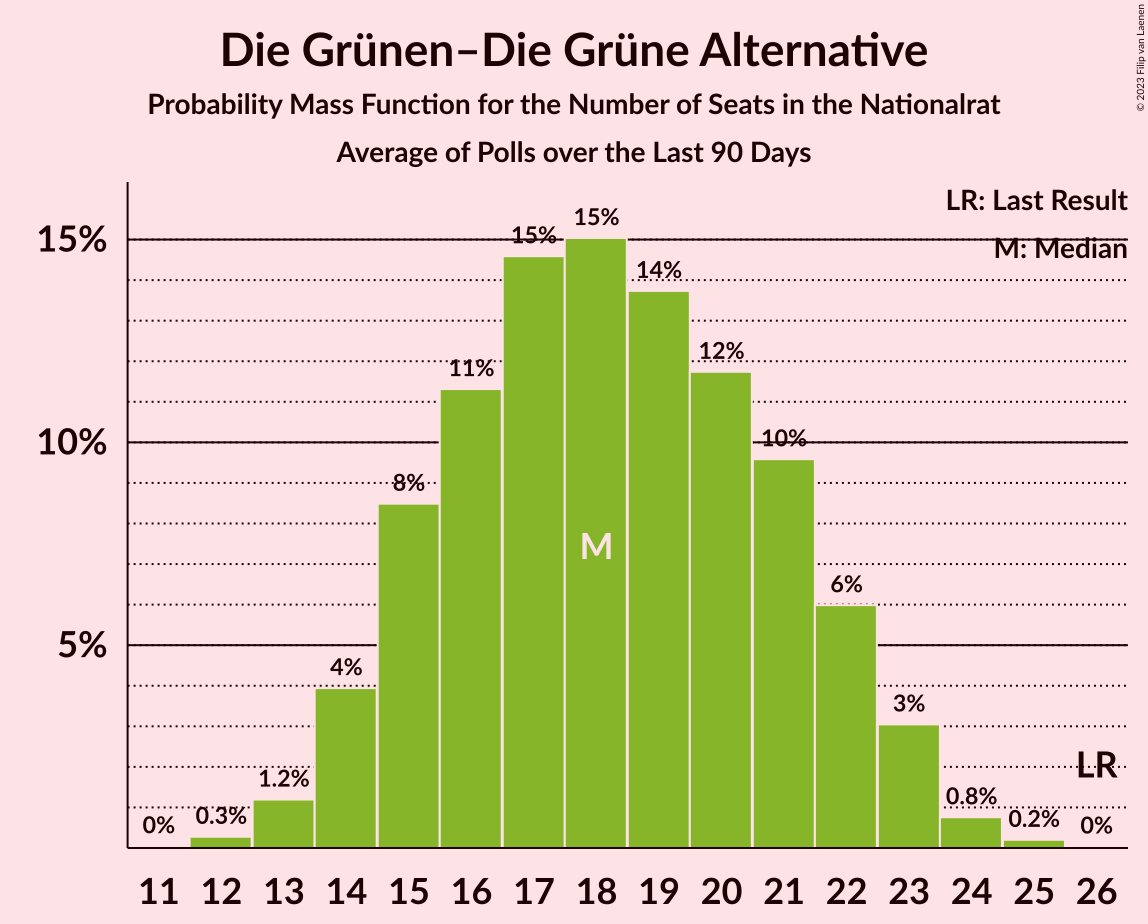 Die Grünen–Die Grüne Alternative
Probability Mass Function for the Number of Seats in the Nationalrat
Average of Polls over the Last 90 Days
© 2023 Filip van Laenen
LR: Last Result
M: Median
15%
10%
5%
0%
0.3%
1.2%
4%
8%
11%
15%
15%
14%
12%
10%
6%
3%
0.8%
0.2%
0%
M
LR
11 12 13 14 15 16 17 18 19 20 21 22 23 24 25 26